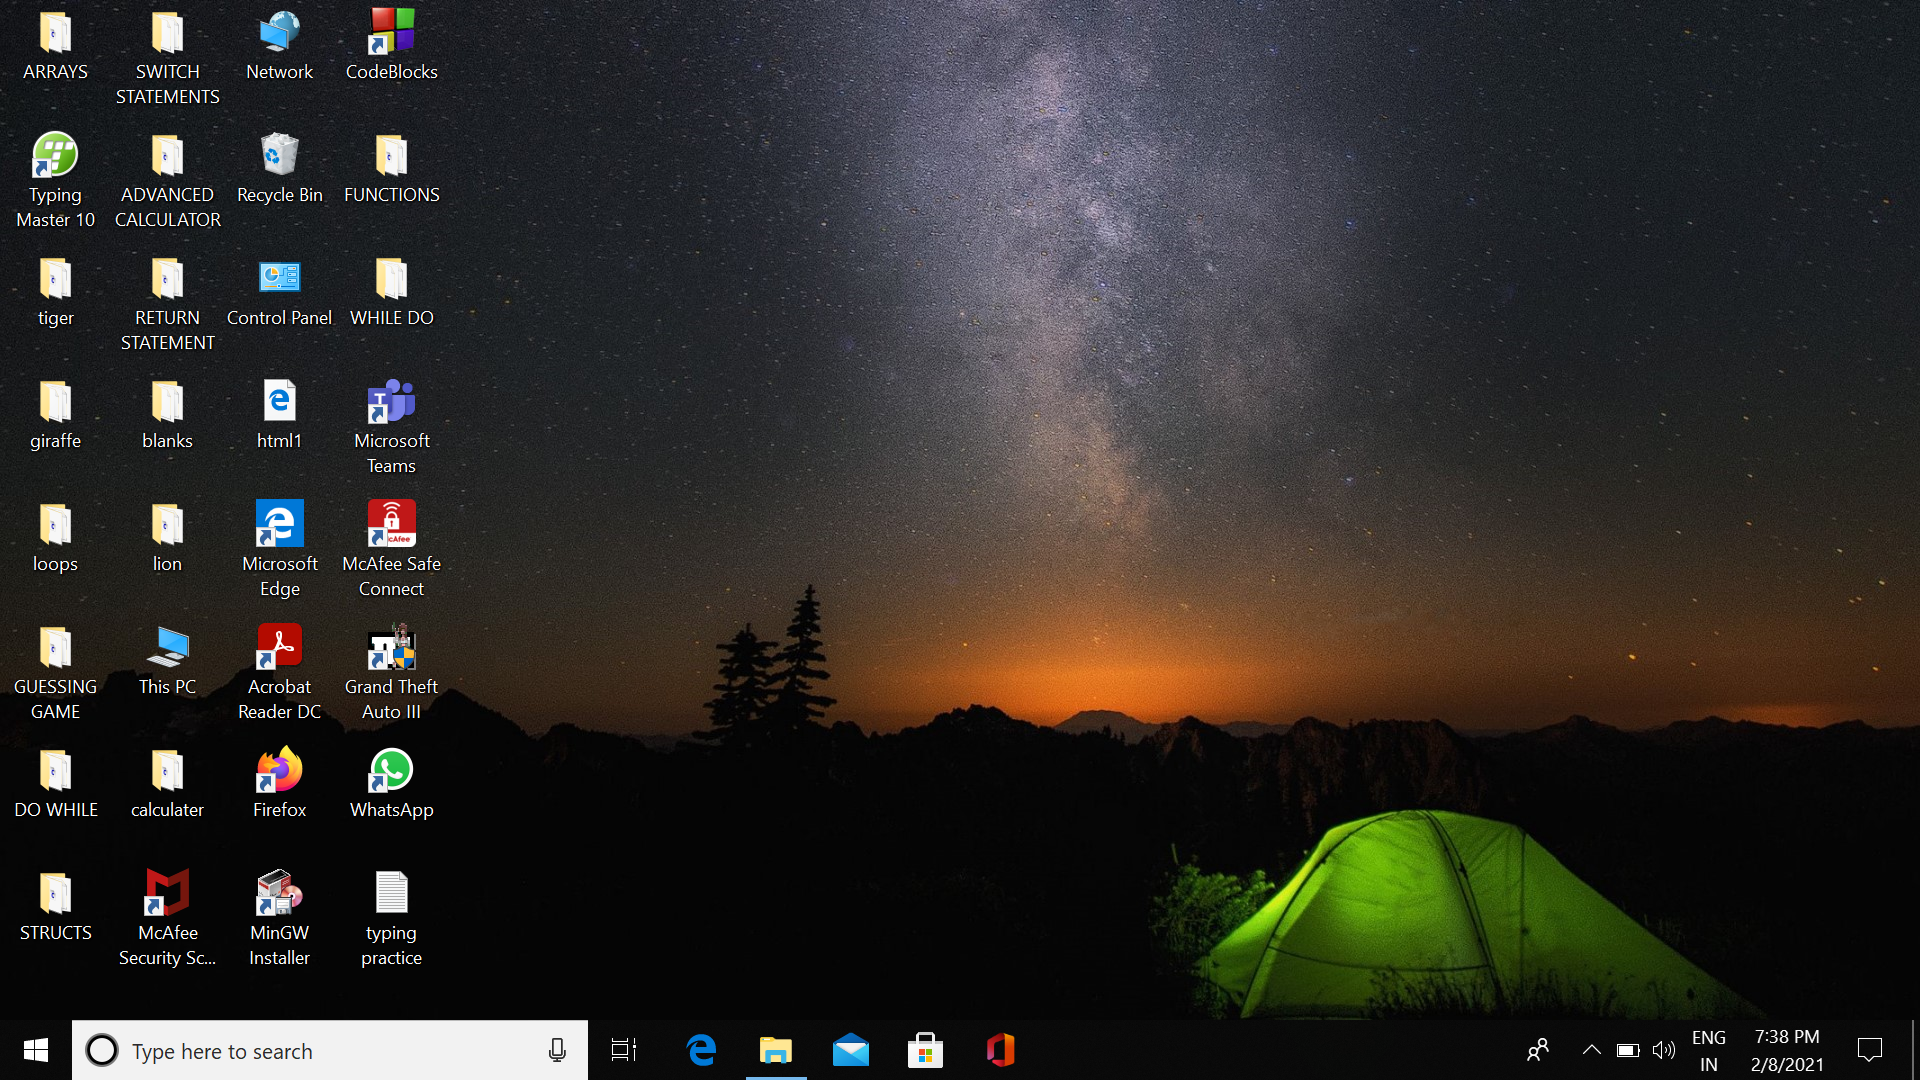 ARRAYS
SWITCH
STATEMENTS
Network
CodeBlocks
Typing
Master 10
ADVANCED
CALCULATOR
Recycle Bin
FUNCTIONS
tiger
RETURN
STATEMENT
Control Panel
WHILE DO
giraffe
blanks
html1
Microsoft
Teams
loops
lion
Microsoft
Edge
McAfee Safe
Connect
GUESSING
GAME
This PC
Acrobat
Reader DC
Grand Theft
Auto III
DO WHILE
calculater
Firefox
WhatsApp
STRUCTS
McAfee
Security Sc...
MinGW
Installer
typing
practice
Type here to search
ENG
IN
7:38 PM
2/8/2021